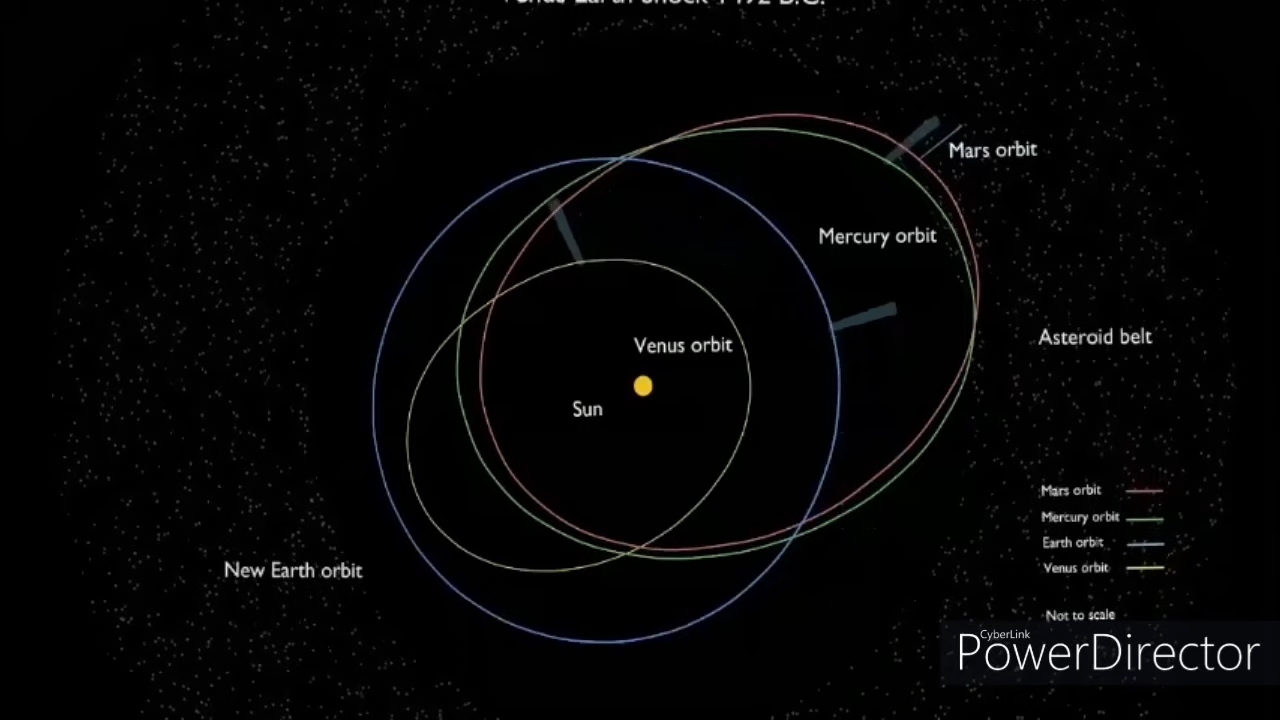 Mars orbit
Mercury orbit
Venus orbit
Asteroid belt
Sun
New Earth orbit
Mars orbit
Mercury orbit
Earth orbit
Venus orbit
Not to scale
CyberLink
PowerDirector